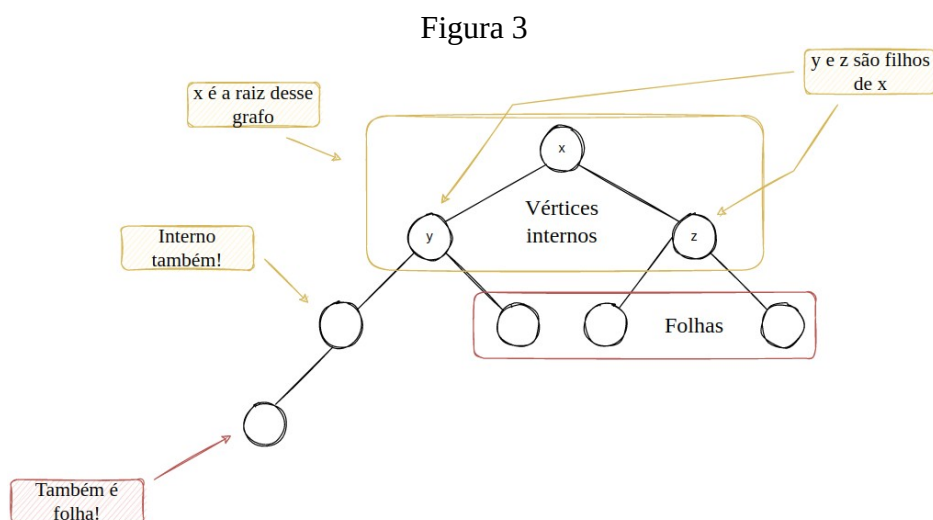 Figura 3
y e z são filhos
de x
x é a raiz desse
grafo
x
Vértices
internos
y
z
Interno
também!
Folhas
Também é
folha!